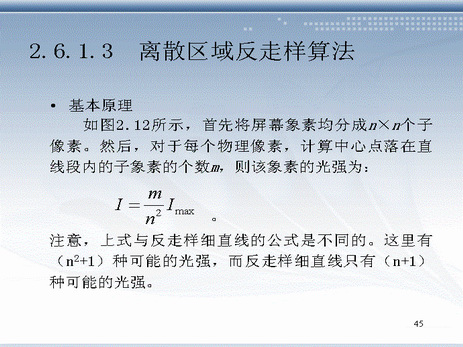 2.6.1.3 离散区域反走样算法
• 基本原理
如图2.12所示，首先将屏幕象素均分成n×n个子
像素。然后，对于每个物理像素，计算中心点落在直
线段内的子象素的个数m，则该象素的光强为：
I = m/n² Imax 。
注意，上式与反走样细直线的公式是不同的。这里有
（n²+1）种可能的光强，而反走样细直线只有（n+1）
种可能的光强。
45